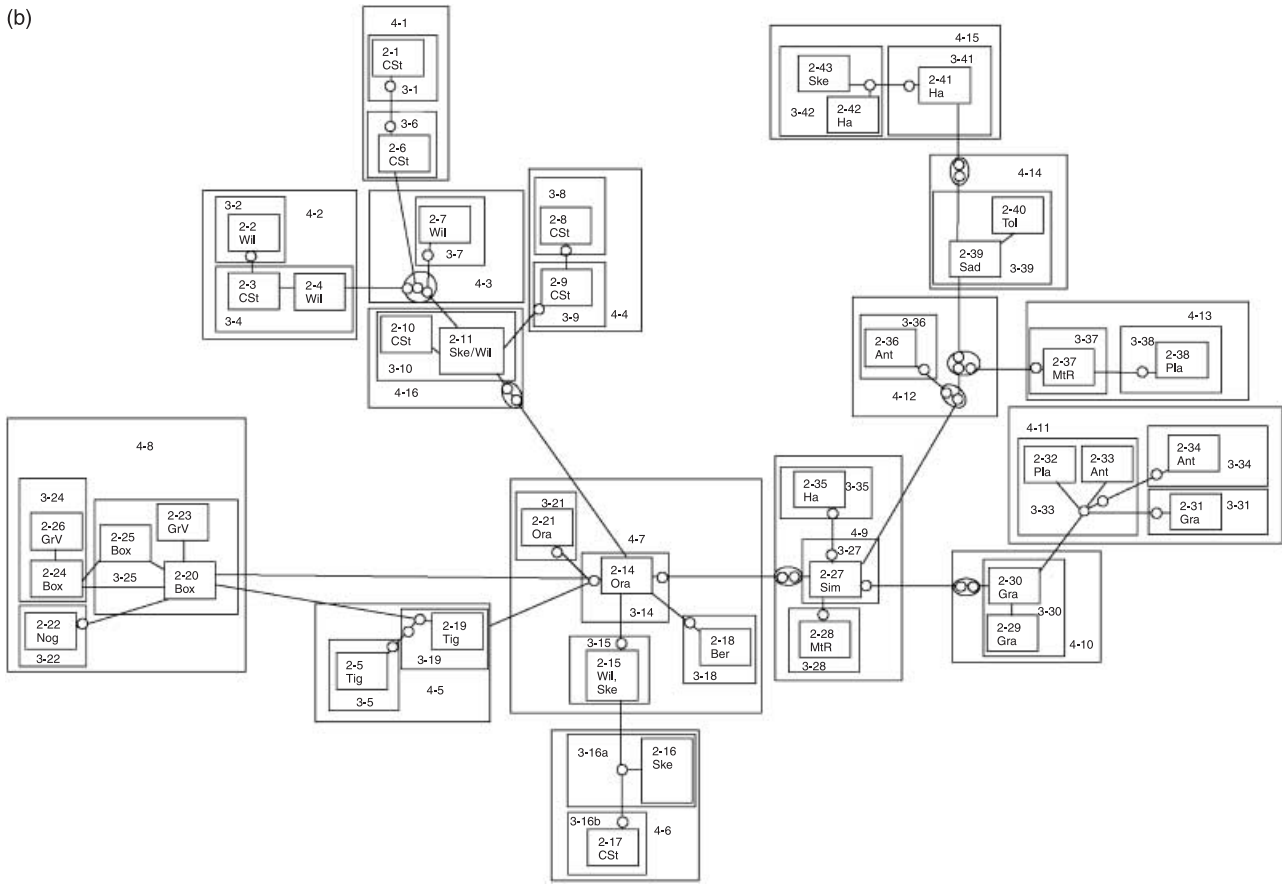 (b)
4-1
2-1
CSt
3-1
3-6
2-6
CSt
4-15
3-41
2-43
Ske
2-41
Ha
3-42
2-42
Ha
4-14
2-40
Tol
2-39
Sad
3-39
3-2
4-2
2-2
Wil
2-3
CSt
2-4
Wil
3-4
2-7
Wil
3-7
4-3
3-8
4-4
2-8
CSt
2-9
CSt
3-9
2-10
CSt
2-11
Ske/Wil
3-10
4-16
3-36
2-36
Ant
4-12
4-13
3-37
2-37
MtR
3-38
2-38
Pla
4-11
2-32
Pla
2-33
Ant
2-34
Ant
3-34
3-33
2-31
Gra
3-31
4-8
3-24
2-26
GrV
2-23
GrV
2-25
Box
2-24
Box
3-25
2-20
Box
2-22
Nog
3-22
2-19
Tig
3-19
2-5
Tig
3-5
4-5
3-21
2-21
Ora
4-7
2-14
Ora
3-14
3-15
2-15
Wil,
Ske
2-18
Ber
3-18
2-35
Ha
3-35
4-9
3-27
2-27
Sim
2-28
MtR
3-28
2-30
Gra
3-30
2-29
Gra
4-10
3-16a
2-16
Ske
3-16b
2-17
CSt
4-6